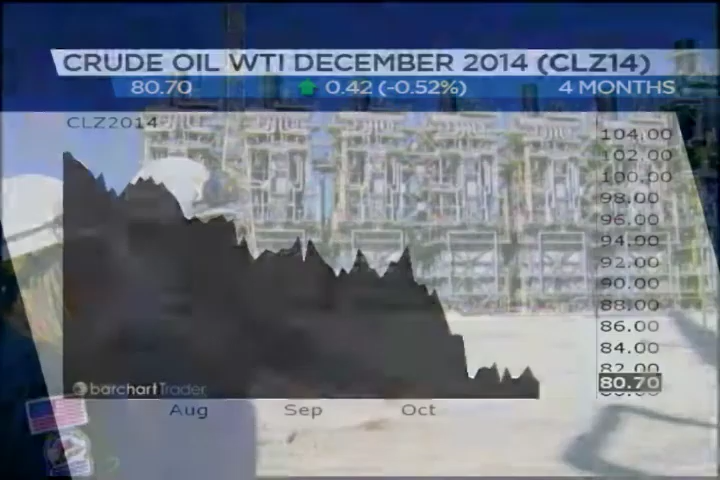 CRUDE OIL WTI DECEMBER 2014 (CLZ14)
80.70 0.42 (-0.52%) 4 MONTHS
CLZ2014
104.00
102.00
100.00
98.00
96.00
94.00
92.00
90.00
88.00
86.00
84.00
82.00
80.70
barchart Trader
Aug Sep Oct